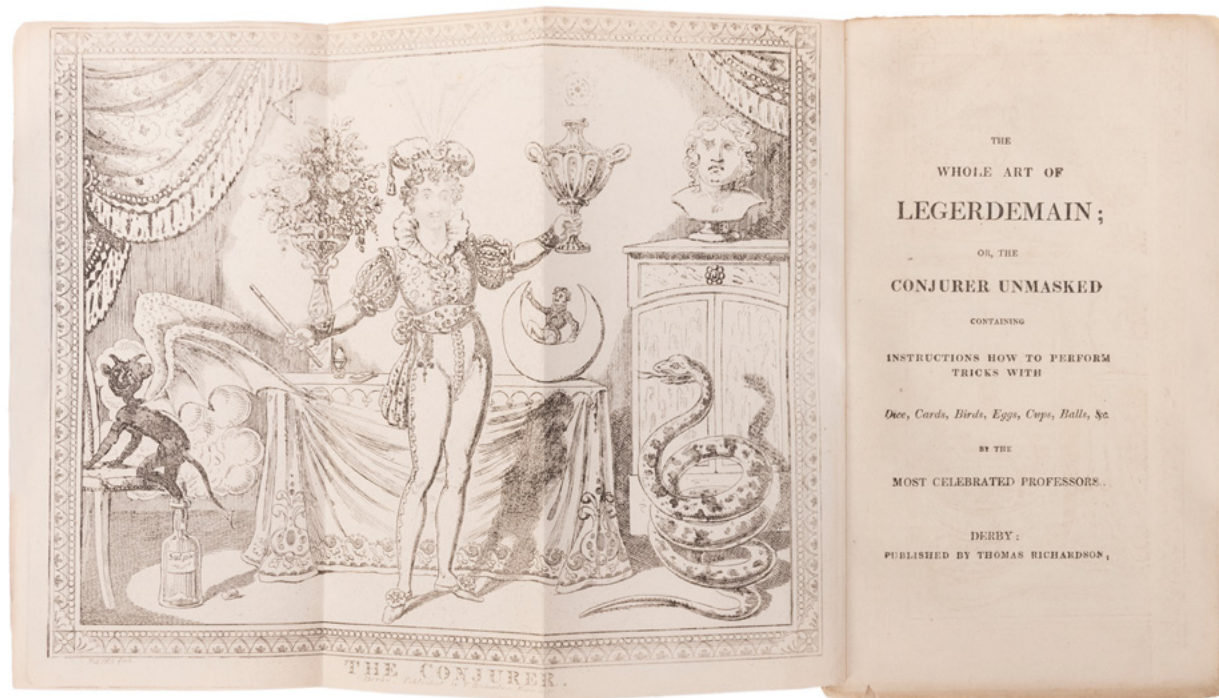 THE CONJURER.
THE
WHOLE ART OF
LEGERDEMAIN;
OR, THE
CONJURER UNMASKED
CONTAINING
INSTRUCTIONS HOW TO PERFORM
TRICKS WITH
Dice, Cards, Birds, Eggs, Cups, Balls, &c.
BY THE
MOST CELEBRATED PROFESSORS.
DERBY:
PUBLISHED BY THOMAS RICHARDSON;